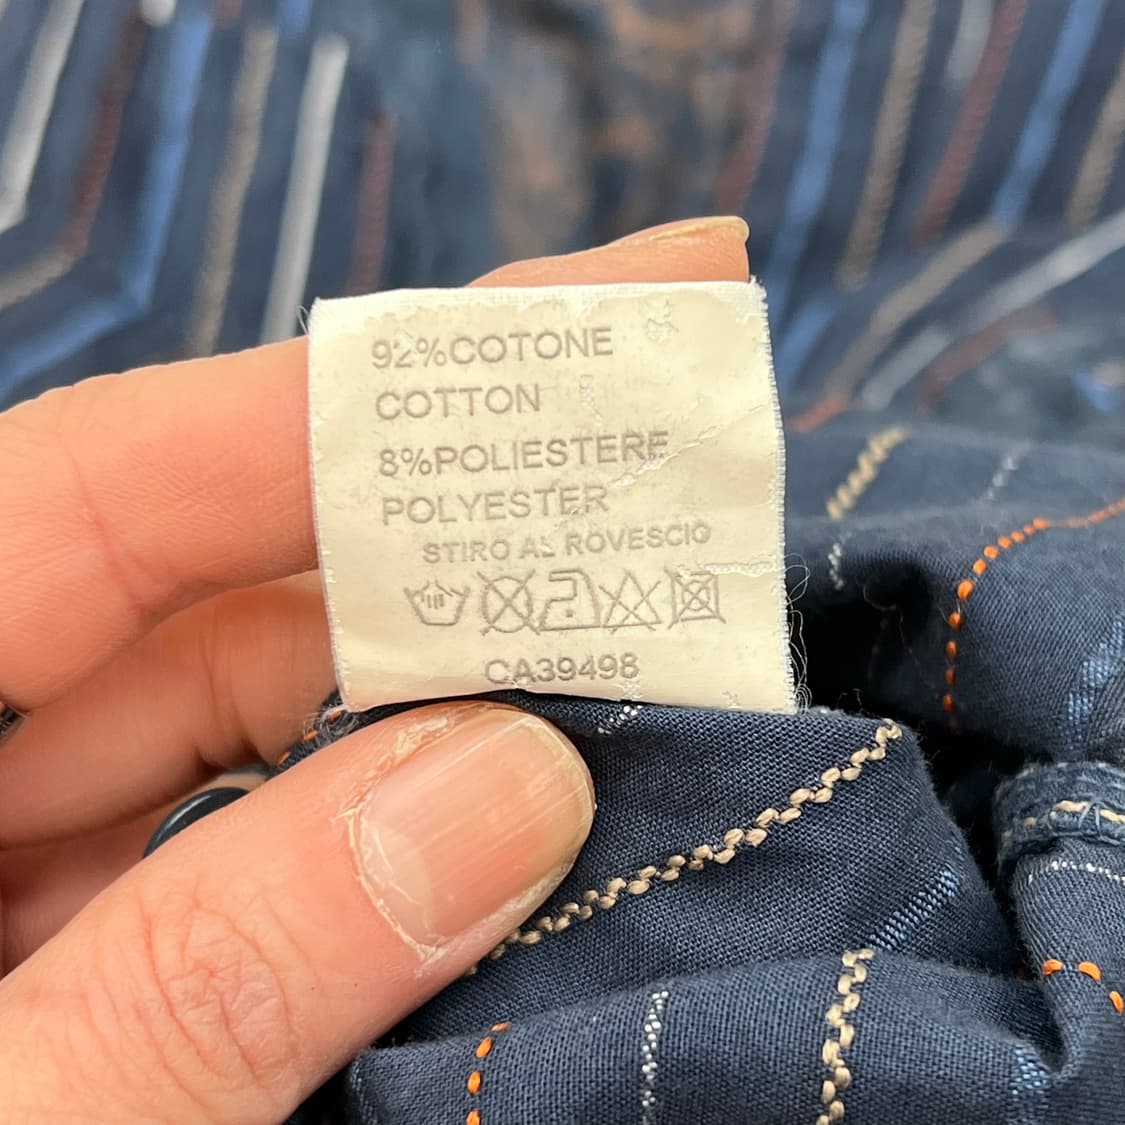 92%COTONE
COTTON
8%POLIESTERE
POLYESTER
STIRO AL ROVESCIO
CA39498